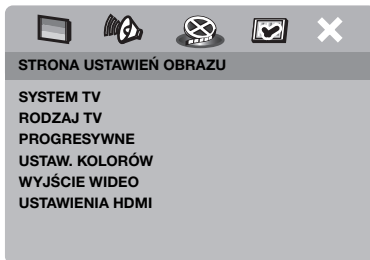 STRONA USTAWIEŃ OBRAZU
SYSTEM TV
RODZAJ TV
PROGRESYWNE
USTAW. KOLORÓW
WYJŚCIE WIDEO
USTAWIENIA HDMI